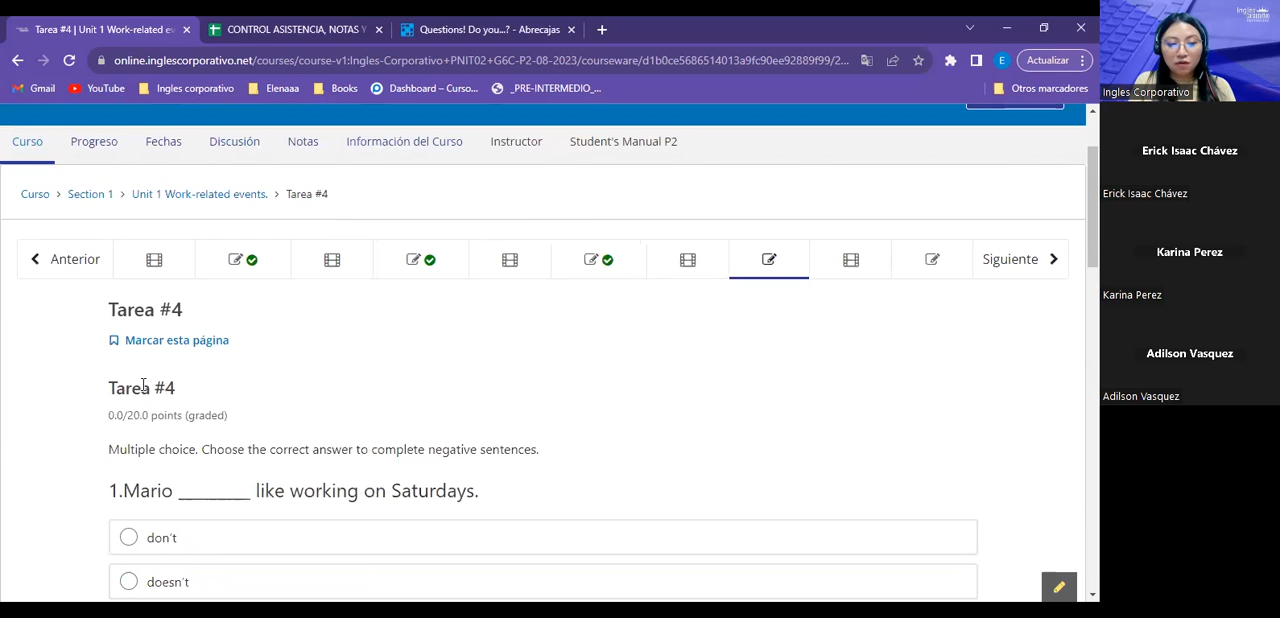 Tarea #4 | Unit 1 Work-related ev
CONTROL ASISTENCIA, NOTAS Y
Questions! Do you...? - Abrecajas
online.inglescorporativo.net/courses/course-v1:Ingles-Corporativo+PNIT02+G6C-P2-08-2023/courseware/d1b0ce5686514013a9fc90ee92889f99/2...
E
Actualizar
Gmail
YouTube
Ingles corporativo
Elenaaa
Books
Dashboard – Curso...
_PRE-INTERMEDIO_...
Otros marcadores
Curso
Progreso
Fechas
Discusión
Notas
Información del Curso
Instructor
Student's Manual P2
Curso > Section 1 > Unit 1 Work-related events. > Tarea #4
Anterior
Siguiente
Tarea #4
Marcar esta página
Tarea #4
0.0/20.0 points (graded)
Multiple choice. Choose the correct answer to complete negative sentences.
1.Mario _________ like working on Saturdays.
don't
doesn't
Ingles Corporativo
Erick Isaac Chávez
Erick Isaac Chávez
Karina Perez
Karina Perez
Adilson Vasquez
Adilson Vasquez